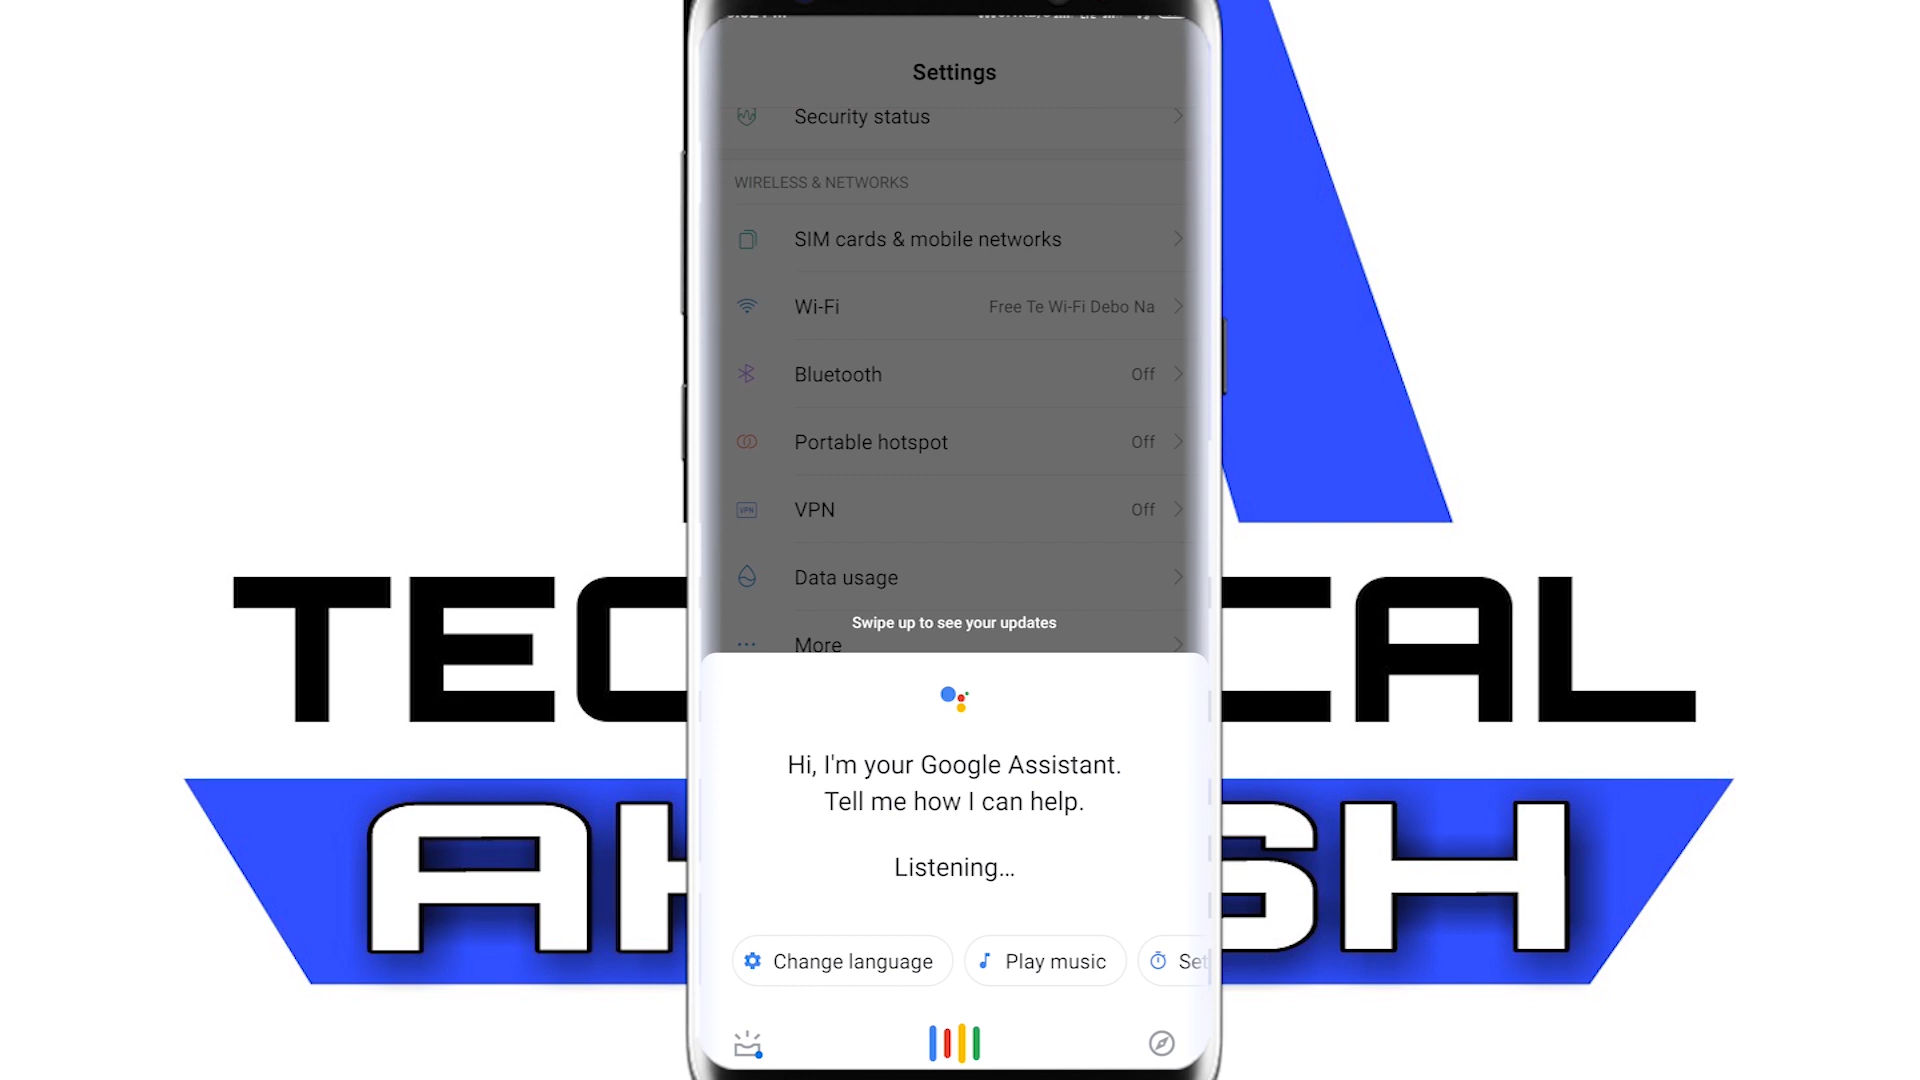 Settings
Security status
WIRELESS & NETWORKS
SIM cards & mobile networks
Wi-Fi Free Te Wi-Fi Debo Na
Bluetooth Off
Portable hotspot Off
VPN VPN Off
Data usage
Swipe up to see your updates
More
Hi, I'm your Google Assistant.
Tell me how I can help.
Listening...
Change language Play music Set